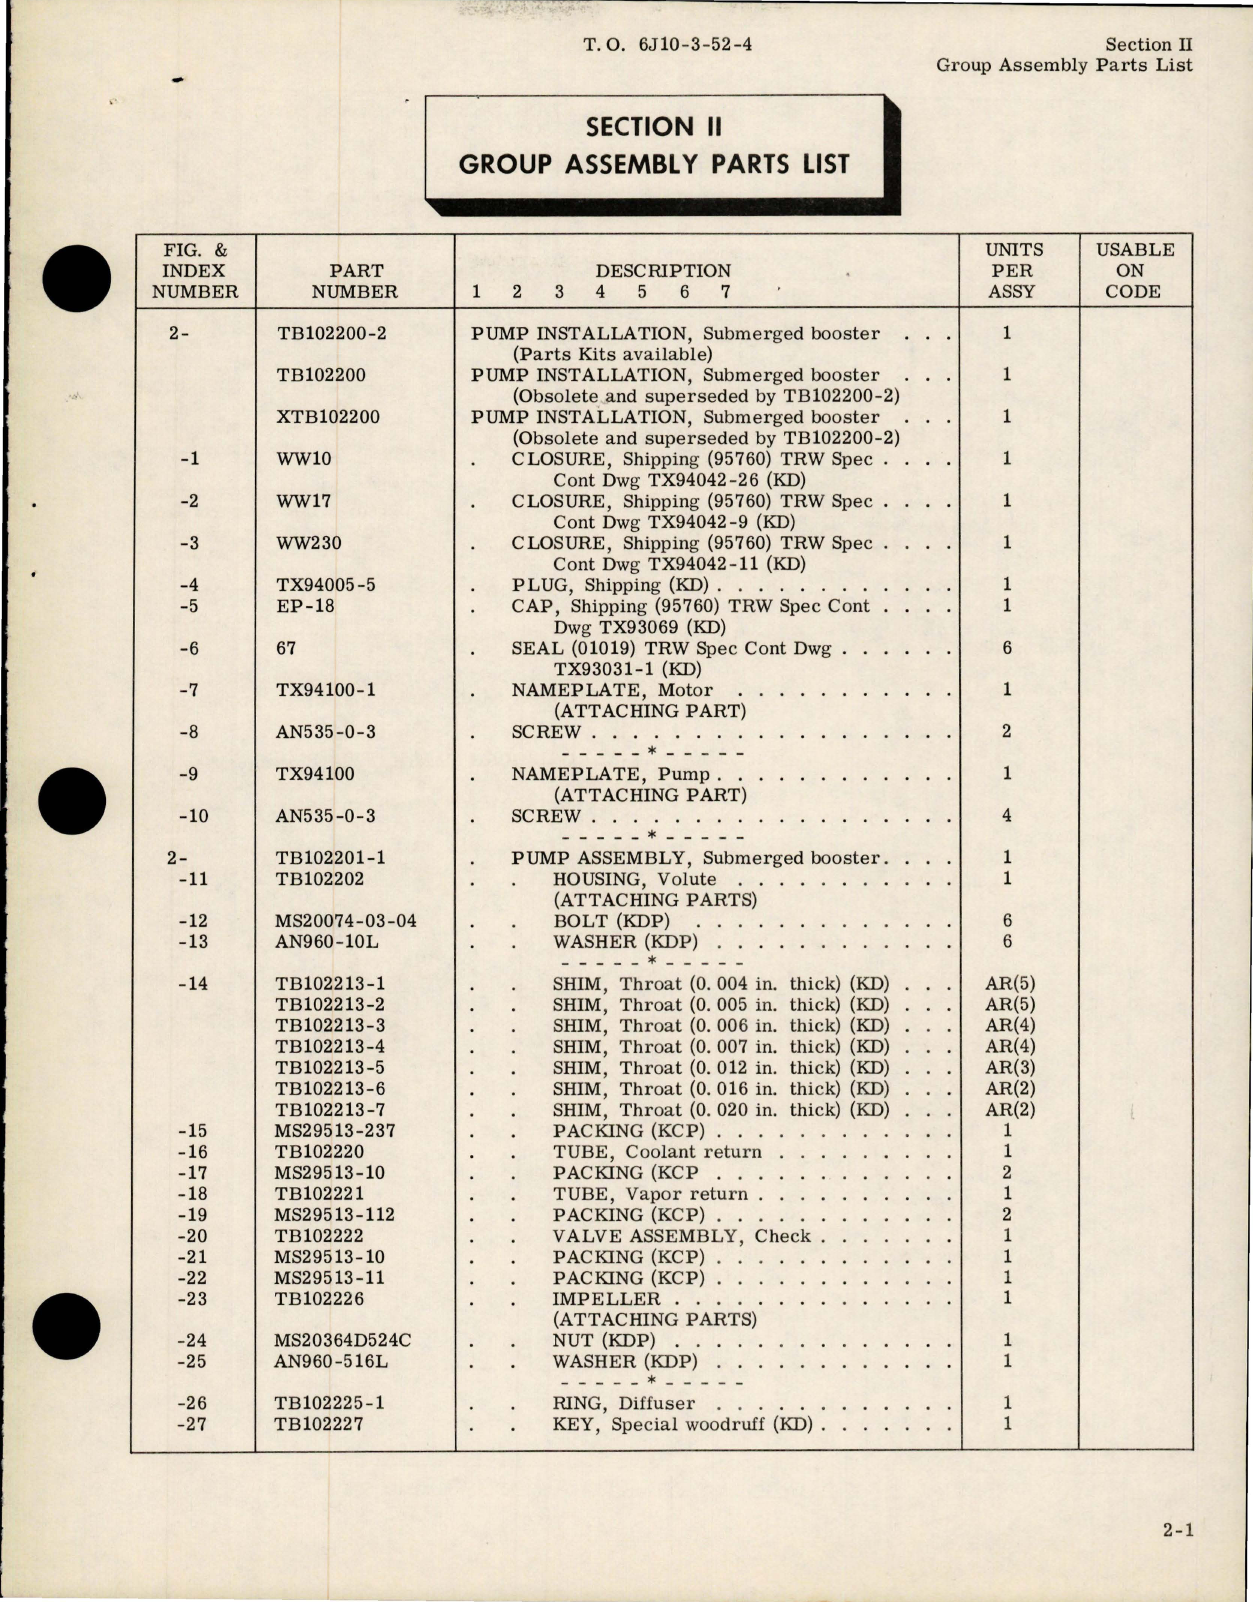 T. O. 6J10-3-52-4 Section II
Group Assembly Parts List
SECTION II
GROUP ASSEMBLY PARTS LIST
FIG. & UNITS USABLE
INDEX PART DESCRIPTION PER ON
NUMBER NUMBER 1 2 3 4 5 6 7 ASSY CODE
2- TB102200-2 PUMP INSTALLATION, Submerged booster . . . 1
(Parts Kits available)
TB102200 PUMP INSTALLATION, Submerged booster . . . 1
(Obsolete and superseded by TB102200-2)
XTB102200 PUMP INSTALLATION, Submerged booster . . . 1
(Obsolete and superseded by TB102200-2)
-1 WW10 . CLOSURE, Shipping (95760) TRW Spec . . . . 1
Cont Dwg TX94042-26 (KD)
-2 WW17 . CLOSURE, Shipping (95760) TRW Spec . . . . 1
Cont Dwg TX94042-9 (KD)
-3 WW230 . CLOSURE, Shipping (95760) TRW Spec . . . . 1
Cont Dwg TX94042-11 (KD)
-4 TX94005-5 . PLUG, Shipping (KD) . . . . . . . . . . . . 1
-5 EP-18 . CAP, Shipping (95760) TRW Spec Cont . . . . 1
Dwg TX93069 (KD)
-6 67 . SEAL (01019) TRW Spec Cont Dwg . . . . . . 6
TX93031-1 (KD)
-7 TX94100-1 . NAMEPLATE, Motor . . . . . . . . . . . 1
(ATTACHING PART)
-8 AN535-0-3 . SCREW . . . . . . . . . . . . . . . . . . 2
- - - - - * - - - - -
-9 TX94100 . NAMEPLATE, Pump . . . . . . . . . . . . 1
(ATTACHING PART)
-10 AN535-0-3 . SCREW . . . . . . . . . . . . . . . . . . 4
- - - - - * - - - - -
2- TB102201-1 . PUMP ASSEMBLY, Submerged booster. . . . 1
-11 TB102202 . . HOUSING, Volute . . . . . . . . . . . 1
(ATTACHING PARTS)
-12 MS20074-03-04 . . BOLT (KDP) . . . . . . . . . . . . . 6
-13 AN960-10L . . WASHER (KDP) . . . . . . . . . . . . 6
- - - - - * - - - - -
-14 TB102213-1 . . SHIM, Throat (0. 004 in. thick) (KD) . . . AR(5)
TB102213-2 . . SHIM, Throat (0. 005 in. thick) (KD) . . . AR(5)
TB102213-3 . . SHIM, Throat (0. 006 in. thick) (KD) . . . AR(4)
TB102213-4 . . SHIM, Throat (0. 007 in. thick) (KD) . . . AR(4)
TB102213-5 . . SHIM, Throat (0. 012 in. thick) (KD) . . . AR(3)
TB102213-6 . . SHIM, Throat (0. 016 in. thick) (KD) . . . AR(2)
TB102213-7 . . SHIM, Throat (0. 020 in. thick) (KD) . . . AR(2)
-15 MS29513-237 . . PACKING (KCP) . . . . . . . . . . . . 1
-16 TB102220 . . TUBE, Coolant return . . . . . . . . . 1
-17 MS29513-10 . . PACKING (KCP . . . . . . . . . . . . 2
-18 TB102221 . . TUBE, Vapor return . . . . . . . . . . 1
-19 MS29513-112 . . PACKING (KCP) . . . . . . . . . . . . 2
-20 TB102222 . . VALVE ASSEMBLY, Check . . . . . . . 1
-21 MS29513-10 . . PACKING (KCP) . . . . . . . . . . . . 1
-22 MS29513-11 . . PACKING (KCP) . . . . . . . . . . . . 1
-23 TB102226 . . IMPELLER . . . . . . . . . . . . . . 1
(ATTACHING PARTS)
-24 MS20364D524C . . NUT (KDP) . . . . . . . . . . . . . . 1
-25 AN960-516L . . WASHER (KDP) . . . . . . . . . . . . 1
- - - - - * - - - - -
-26 TB102225-1 . . RING, Diffuser . . . . . . . . . . . . 1
-27 TB102227 . . KEY, Special woodruff (KD) . . . . . . . 1
2-1